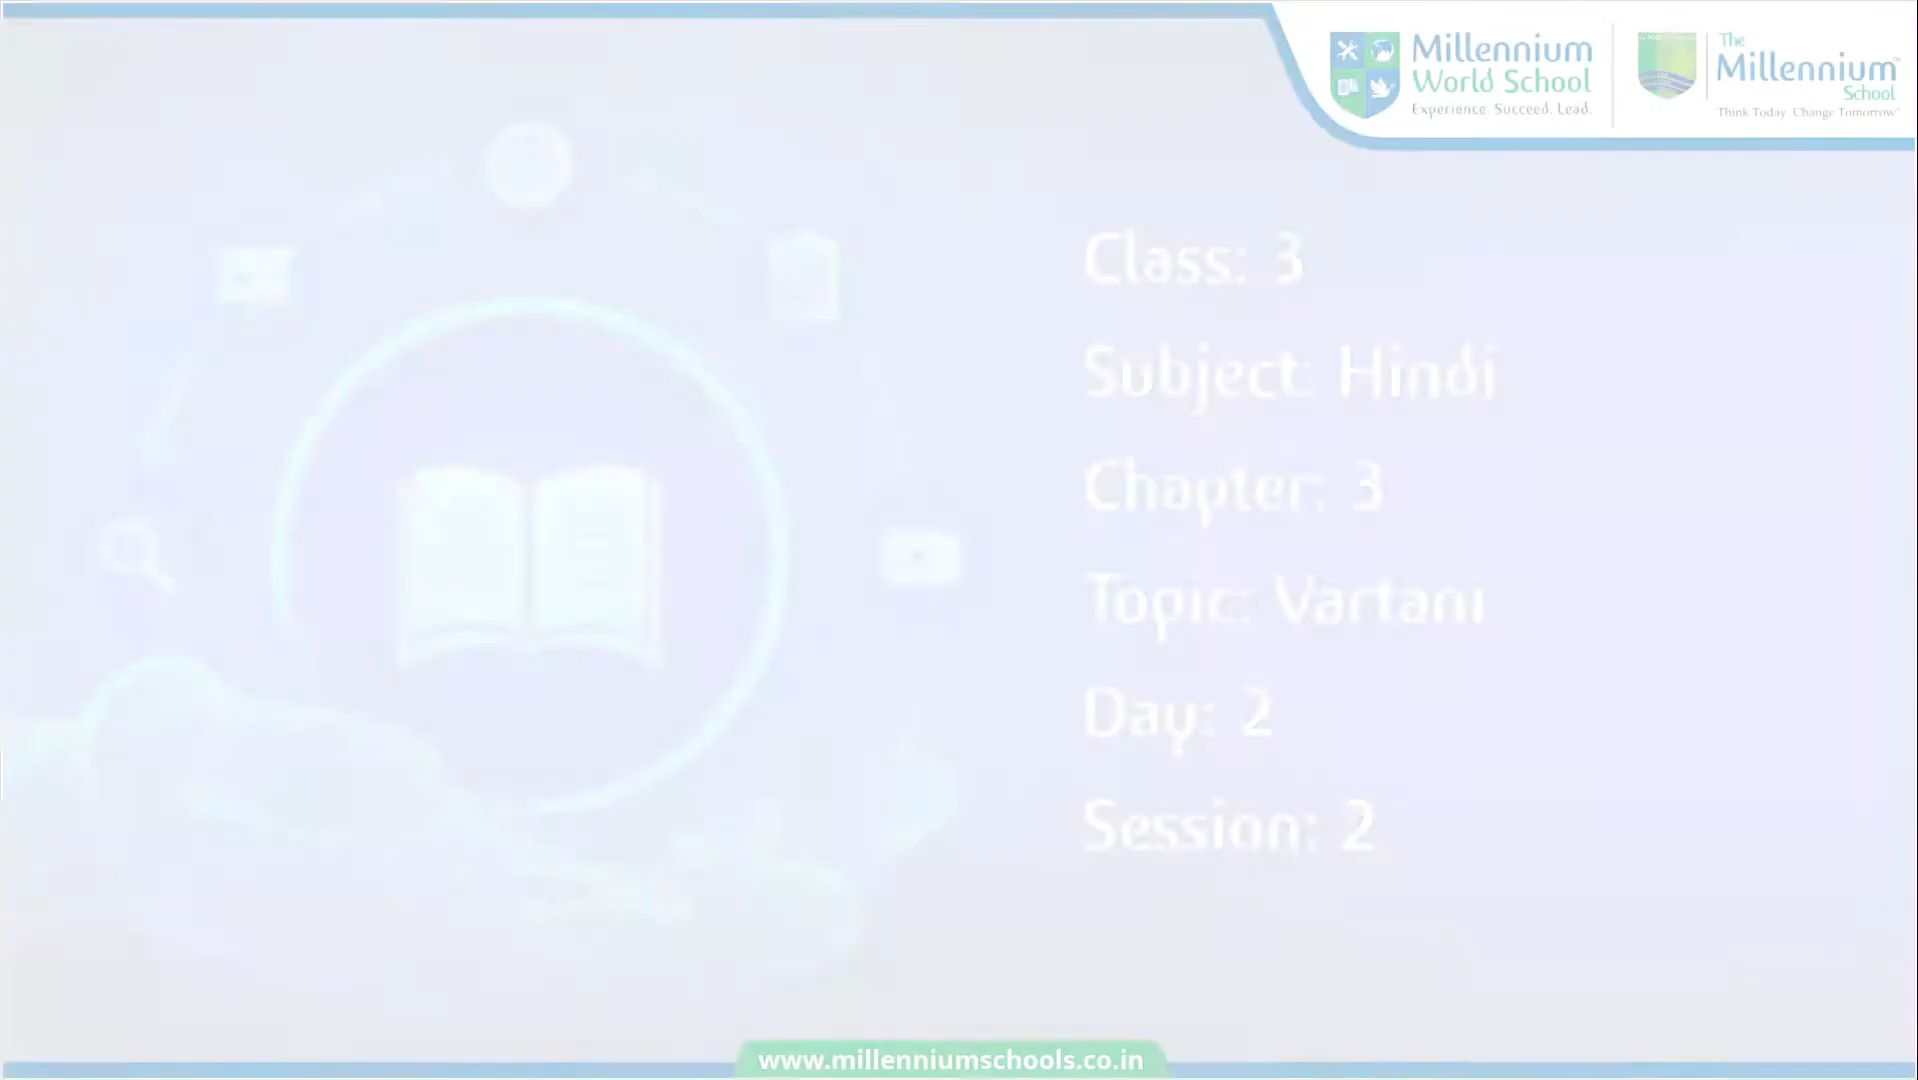 Millennium
World School
Experience. Succeed. Lead.
The
Millennium
School
Think Today. Change Tomorrow
Class: 3
Subject: Hindi
Chapter: 3
Topic: Vartani
Day: 2
Session: 2
www.millenniumschools.co.in